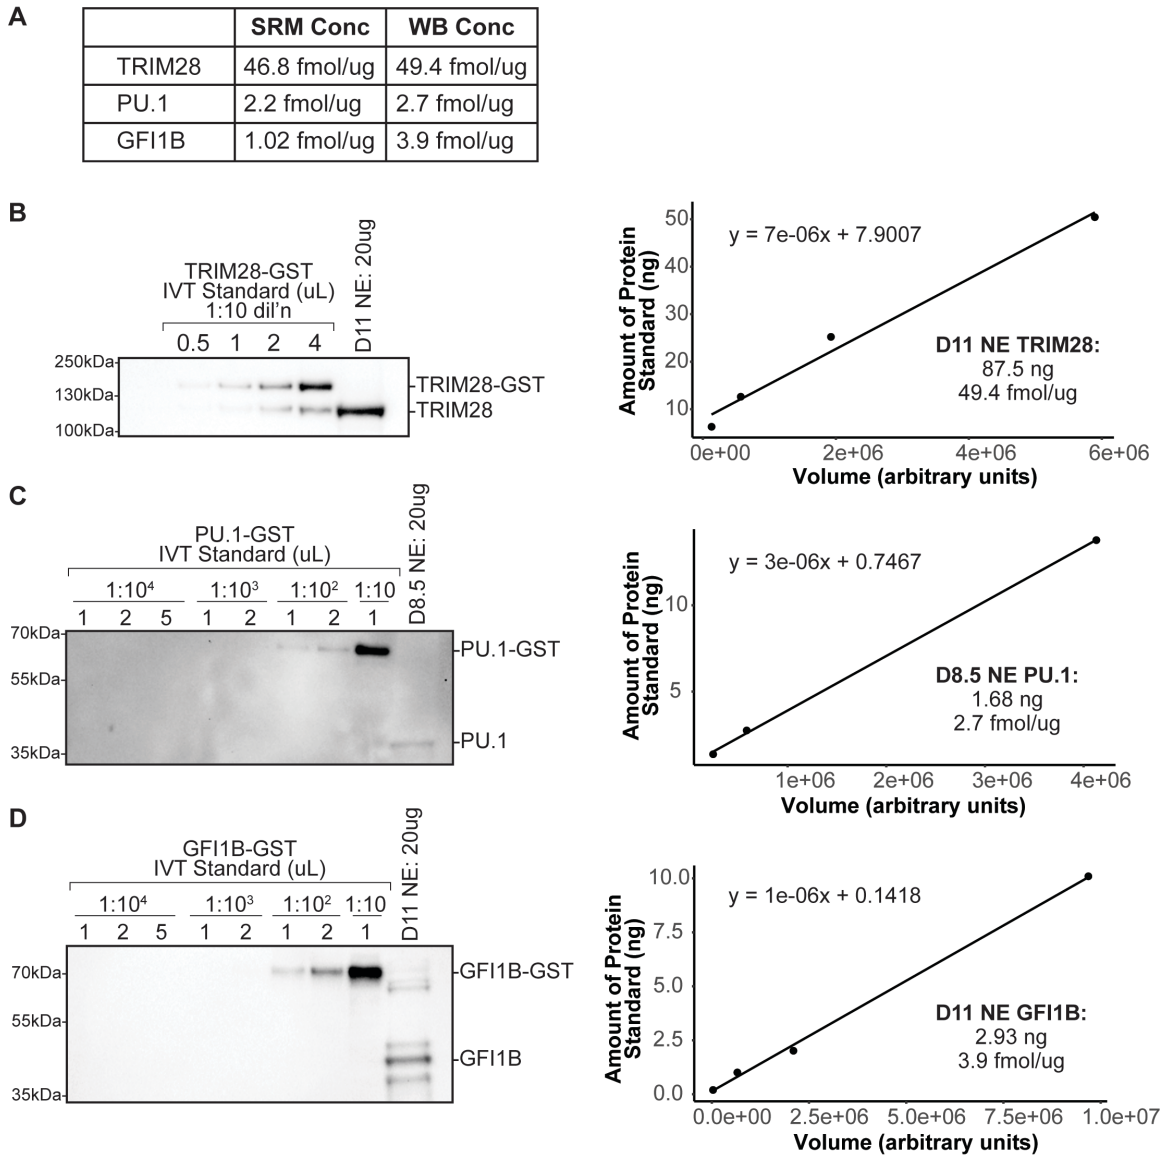 A
SRM Conc WB Conc
TRIM28 46.8 fmol/ug 49.4 fmol/ug
PU.1 2.2 fmol/ug 2.7 fmol/ug
GFI1B 1.02 fmol/ug 3.9 fmol/ug
B
TRIM28-GST
IVT Standard (uL)
1:10 dil'n
0.5 1 2 4
D11 NE: 20ug
250kDa
130kDa
100kDa
TRIM28-GST
TRIM28
Amount of Protein
Standard (ng)
50
40
30
20
10
y = 7e-06x + 7.9007
D11 NE TRIM28:
87.5 ng
49.4 fmol/ug
0e+00 2e+06 4e+06 6e+06
Volume (arbitrary units)
C
PU.1-GST
IVT Standard (uL)
1:10⁴ 1:10³ 1:10² 1:10
1 2 5 1 2 1 2 1
D8.5 NE: 20ug
70kDa
55kDa
35kDa
PU.1-GST
PU.1
Amount of Protein
Standard (ng)
10
5
y = 3e-06x + 0.7467
D8.5 NE PU.1:
1.68 ng
2.7 fmol/ug
1e+06 2e+06 3e+06 4e+06
Volume (arbitrary units)
D
GFI1B-GST
IVT Standard (uL)
1:10⁴ 1:10³ 1:10² 1:10
1 2 5 1 2 1 2 1
D11 NE: 20ug
70kDa
55kDa
35kDa
GFI1B-GST
GFI1B
Amount of Protein
Standard (ng)
10.0
7.5
5.0
2.5
0.0
y = 1e-06x + 0.1418
D11 NE GFI1B:
2.93 ng
3.9 fmol/ug
0.0e+00 2.5e+06 5.0e+06 7.5e+06 1.0e+07
Volume (arbitrary units)